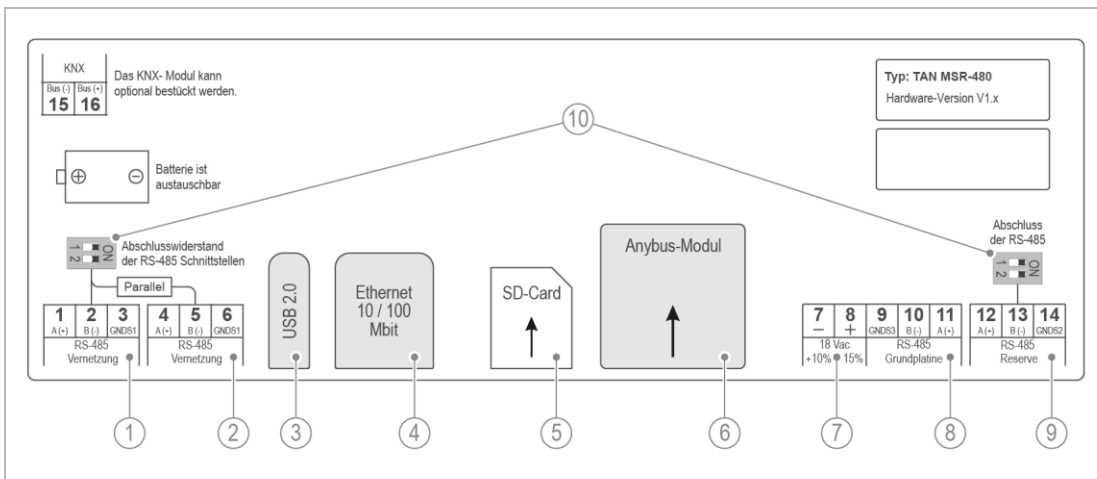 KNX
Bus (-) Bus (+)
15 16
Das KNX- Modul kann
optional bestückt werden.
Typ: TAN MSR-480
Hardware-Version V1.x
10
Batterie ist
austauschbar
1 2 ON
Abschlusswiderstand
der RS-485 Schnittstellen
Parallel
1 2 3
A (+) B (-) GNDS1
RS-485
Vernetzung
4 5 6
A (+) B (-) GNDS1
RS-485
Vernetzung
USB 2.0
Ethernet
10 / 100
Mbit
SD-Card
Anybus-Modul
Abschluss
der RS-485
1 2 ON
7 8 9 10 11
– + GNDS3 B (-) A (+)
18 Vac
+10% - 15%
RS-485
Grundplatine
12 13 14
A (+) B (-) GNDS2
RS-485
Reserve
1 2 3 4 5 6 7 8 9